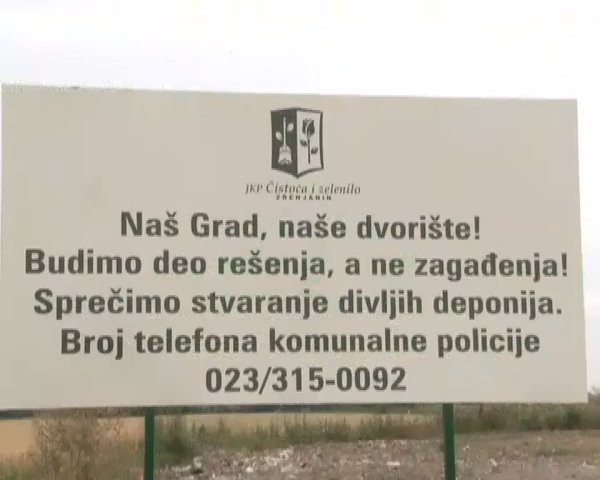 JKP Čistoća i zelenilo
ZRENJANIN
Naš Grad, naše dvorište!
Budimo deo rešenja, a ne zagađenja!
Sprečimo stvaranje divljih deponija.
Broj telefona komunalne policije
023/315-0092